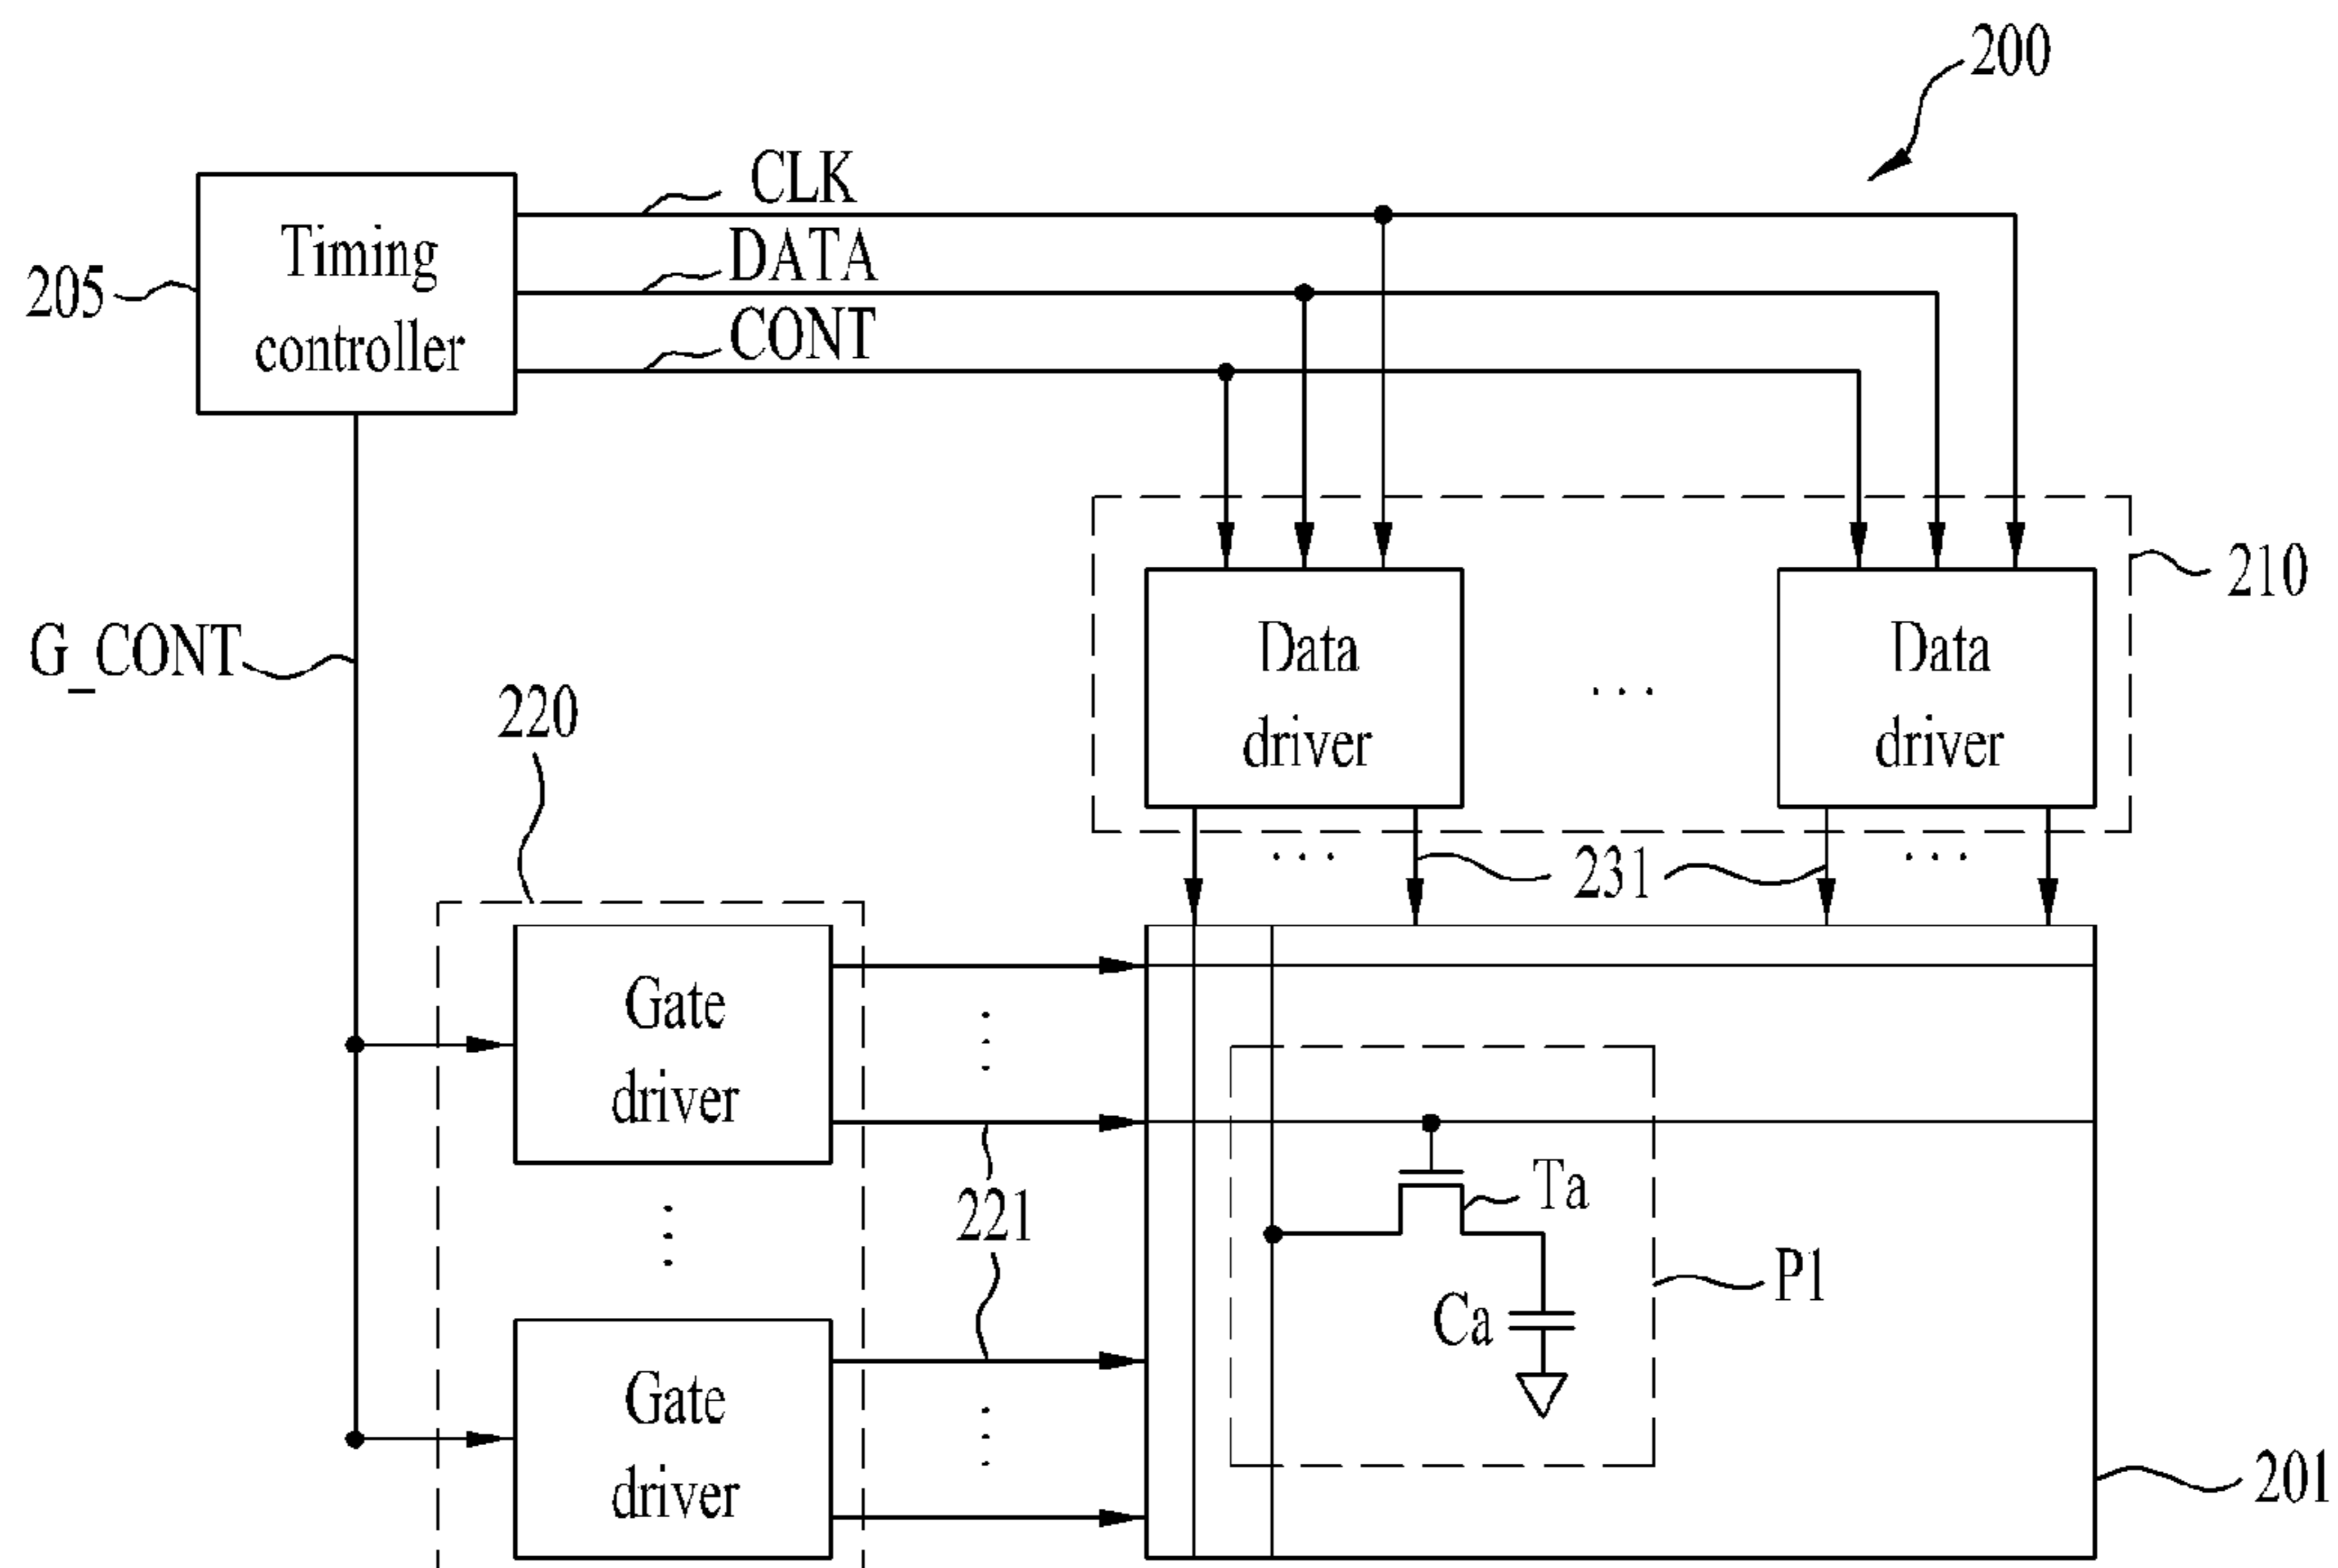 200
CLK
Timing
controller
DATA
205
CONT
210
Data
driver
...
Data
driver
G_CONT
220
...
231
...
Gate
driver
221
Ta
P1
Ca
Gate
driver
201